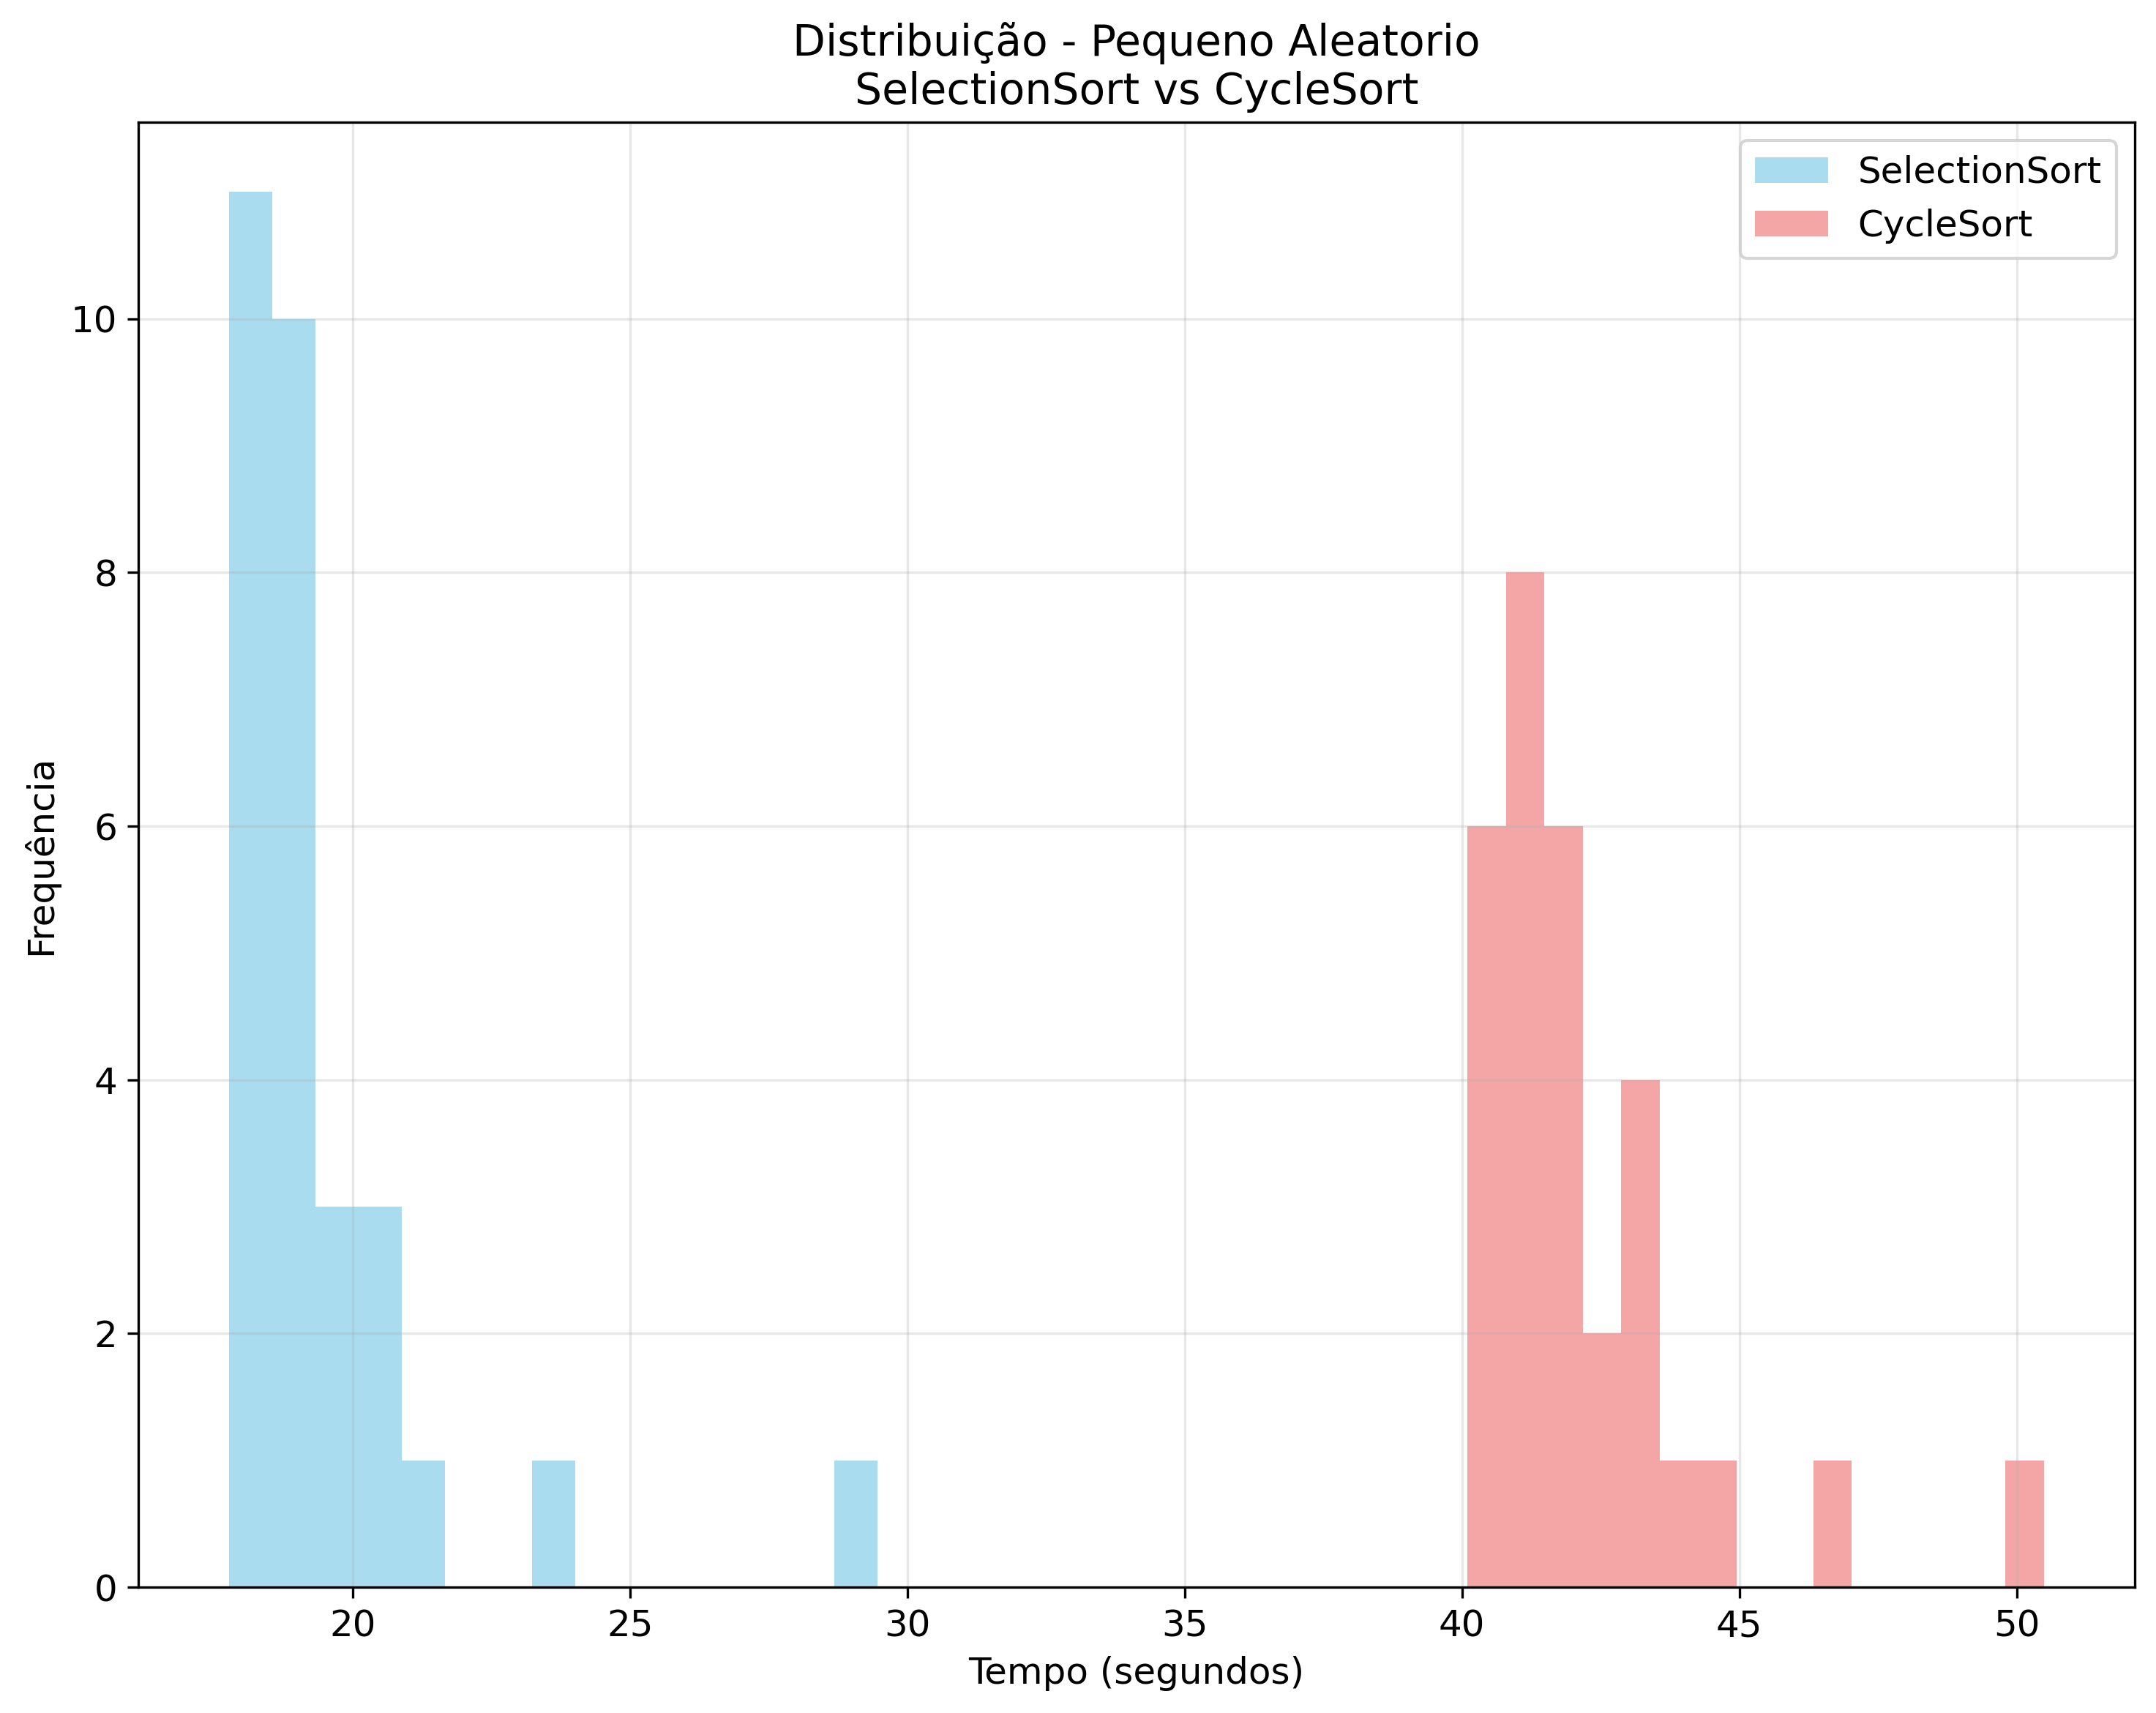 Distribuição - Pequeno Aleatorio
SelectionSort vs CycleSort
SelectionSort
CycleSort
Frequência
10
8
6
4
2
0
20 25 30 35 40 45 50
Tempo (segundos)